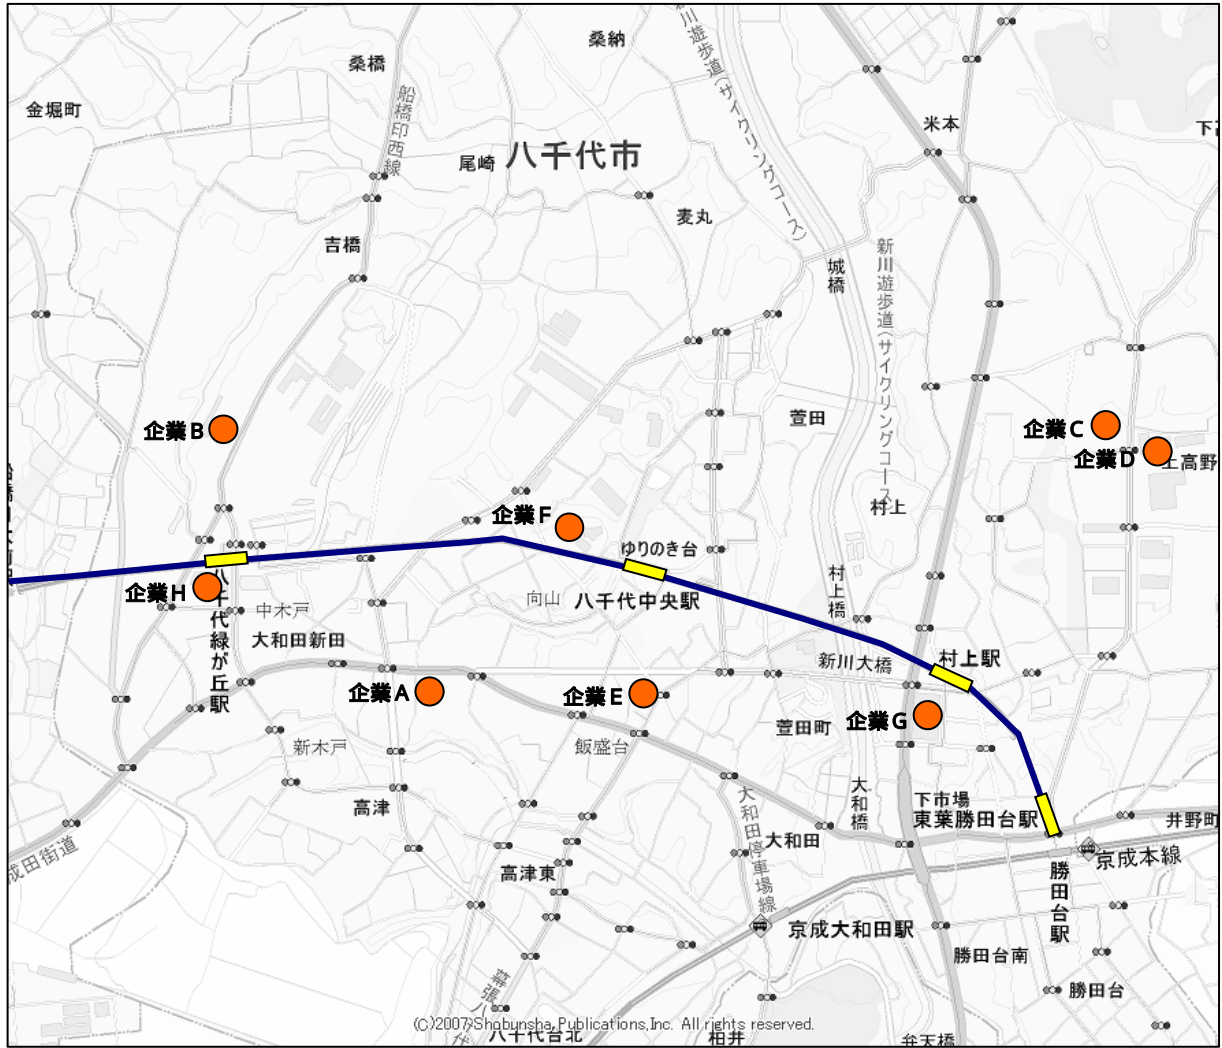 桑納
新川遊歩道(サイクリングコース)
桑橋
金堀町
船橋印西線
米本
尾崎
八千代市
麦丸
吉橋
城橋
新川遊歩道(サイクリングコース)
萱田
企業B
企業C
企業D
上高野
村上
企業F
ゆりのき台
村上橋
企業H
八千代緑が丘駅
中木戸
向山
八千代中央駅
大和田新田
新川大橋
村上駅
企業A
企業E
企業G
萱田町
新木戸
飯盛台
高津
大和橋
下市場
東葉勝田台駅
井野町
成田街道
大和田
大和田停車場線
京成本線
高津東
勝田台駅
京成大和田駅
勝田台南
勝田台
(C)2007 Shobunsha Publications,Inc. All rights reserved.
八千代台北
柏井
弁天橋